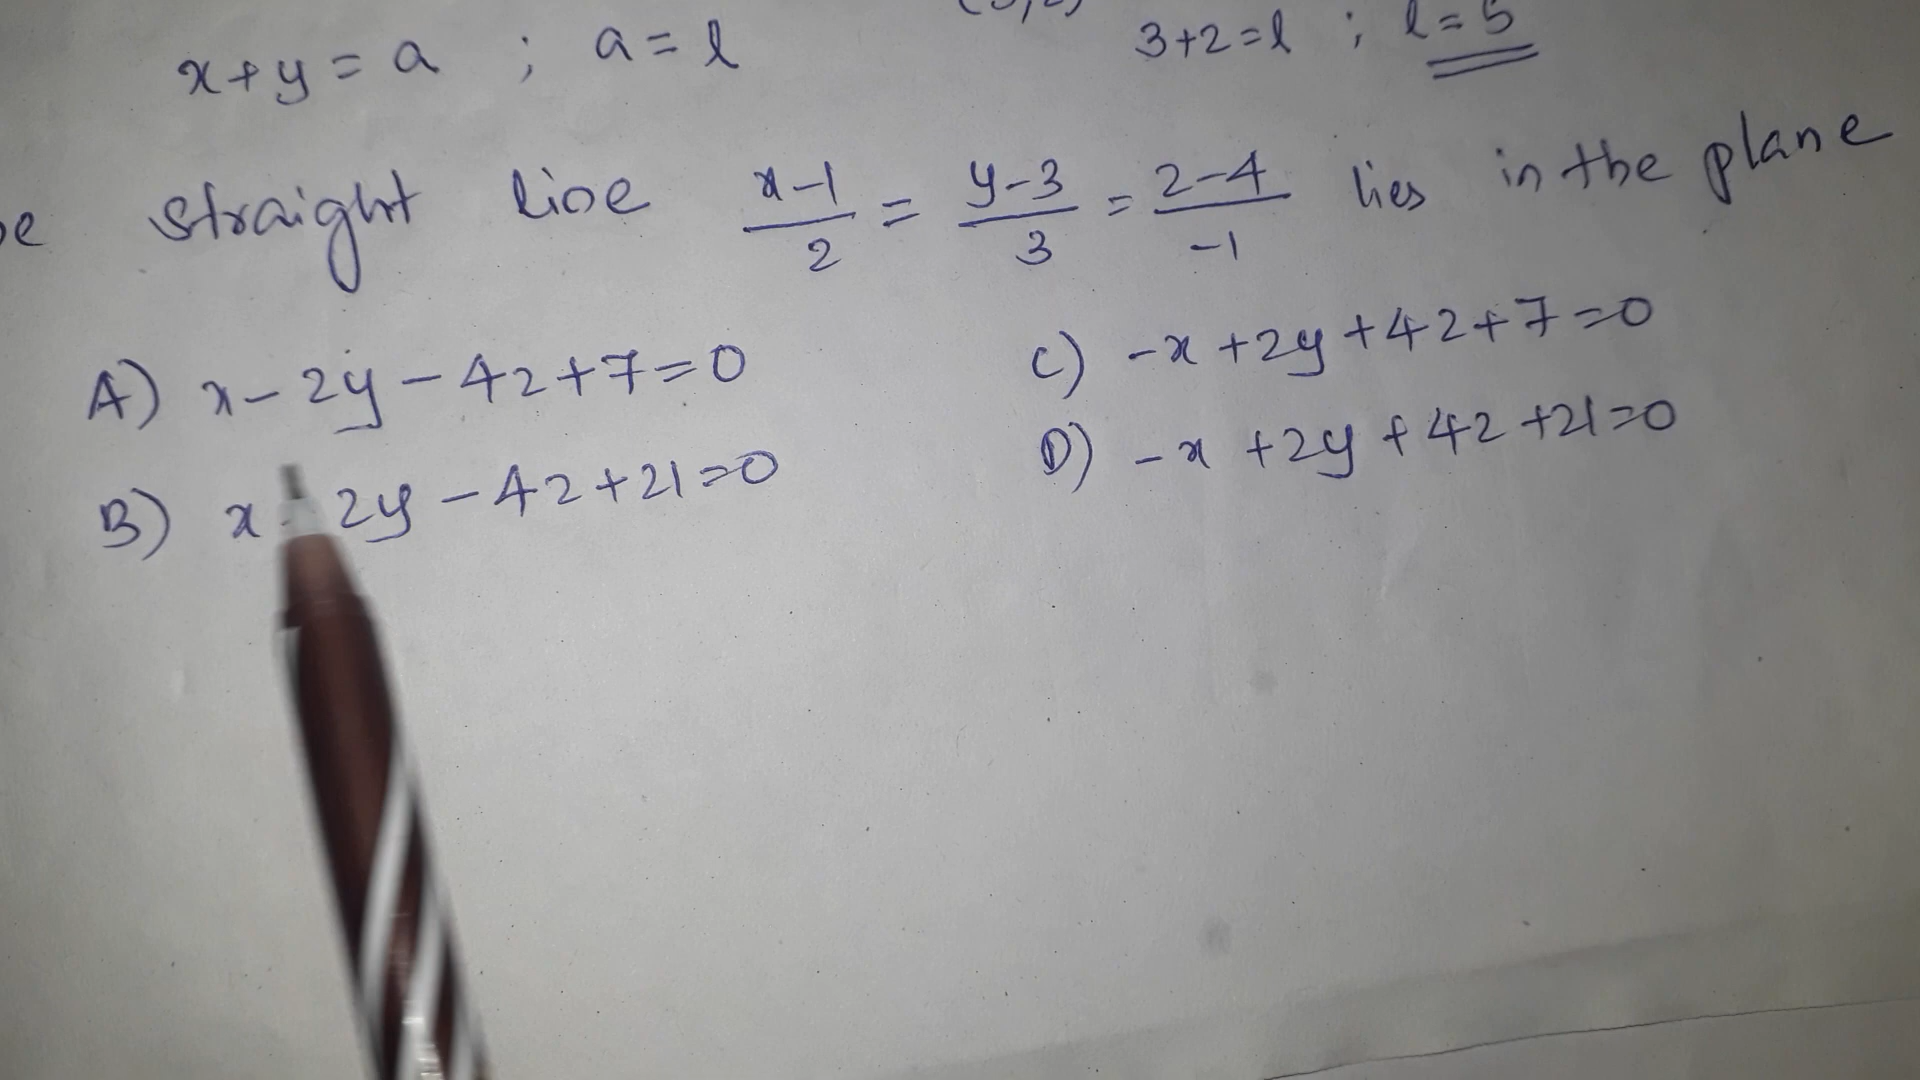 x+y=a ; a=l 3+2=l ; l=5
straight line x-1/2 = y-3/3 = z-4/-1 lies in the plane
A) x-2y-4z+7=0 C) -x+2y+4z+7=0
B) x 2y-4z+21=0 D) -x+2y+4z+21=0